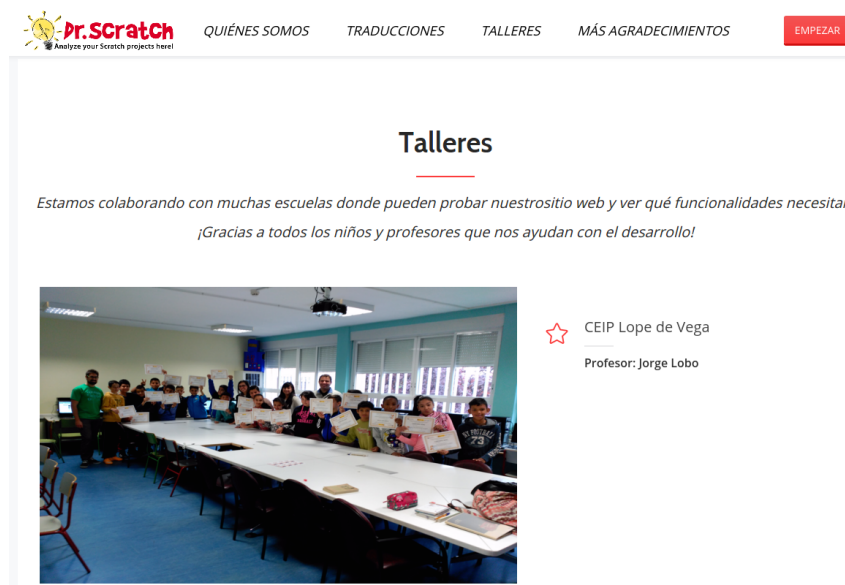 Dr.Scratch
Analyze your Scratch projects here!
QUIÉNES SOMOS
TRADUCCIONES
TALLERES
MÁS AGRADECIMIENTOS
EMPEZAR
Talleres
Estamos colaborando con muchas escuelas donde pueden probar nuestrositio web y ver qué funcionalidades necesitan
¡Gracias a todos los niños y profesores que nos ayudan con el desarrollo!
CEIP Lope de Vega
Profesor: Jorge Lobo
73